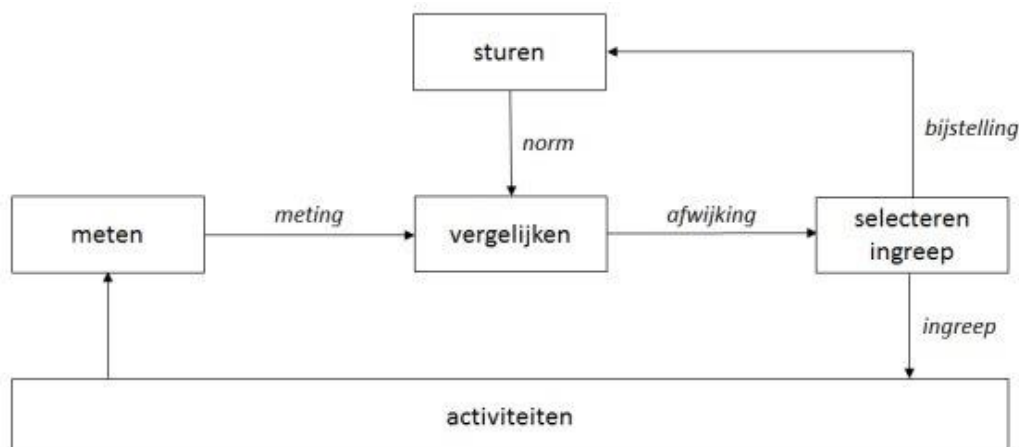 sturen
bijstelling
norm
meten
meting
vergelijken
afwijking
selecteren
ingreep
ingreep
activiteiten